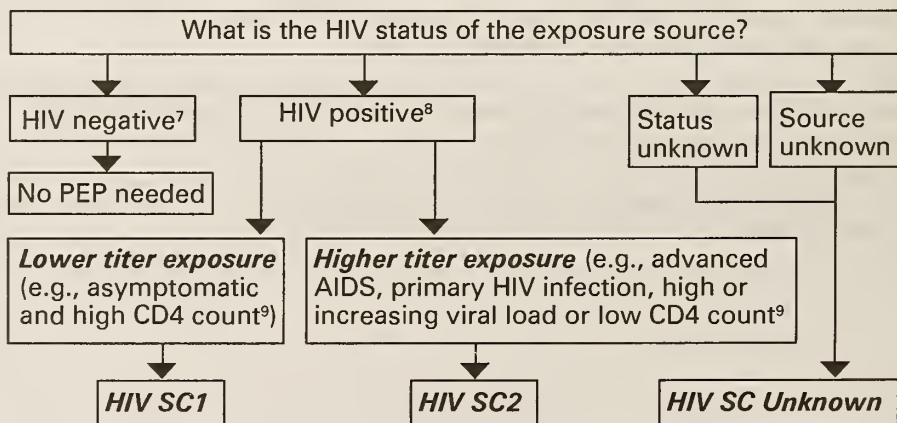 What is the HIV status of the exposure source?
HIV negative⁷
HIV positive⁸
Status
unknown
Source
unknown
No PEP needed
Lower titer exposure
(e.g., asymptomatic
and high CD4 count⁹)
Higher titer exposure (e.g., advanced
AIDS, primary HIV infection, high or
increasing viral load or low CD4 count⁹
HIV SC1
HIV SC2
HIV SC Unknown